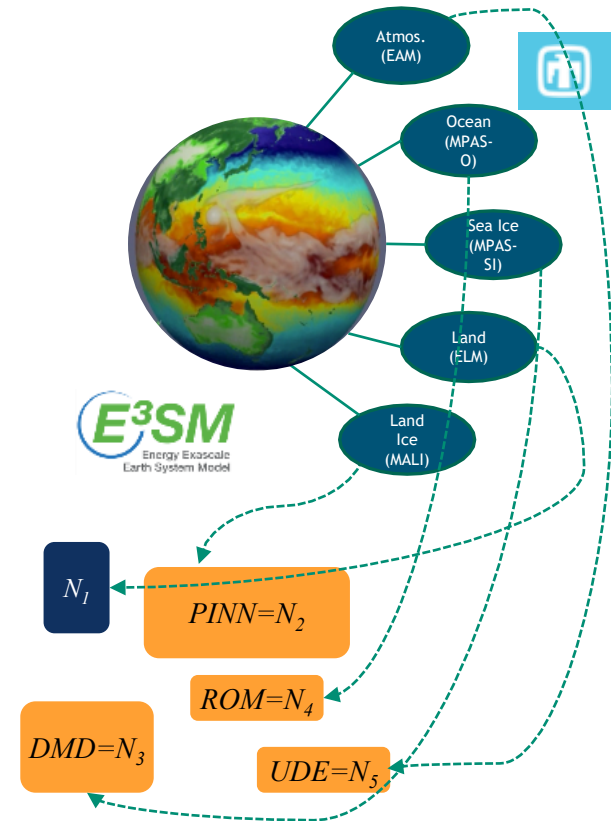 Atmos.
(EAM)
Ocean
(MPAS-
O)
Sea Ice
(MPAS-
SI)
Land
(ELM)
Land
Ice
(MALI)
E³SM
Energy Exascale
Earth System Model
N₁
PINN=N₂
ROM=N₄
DMD=N₃
UDE=N₅